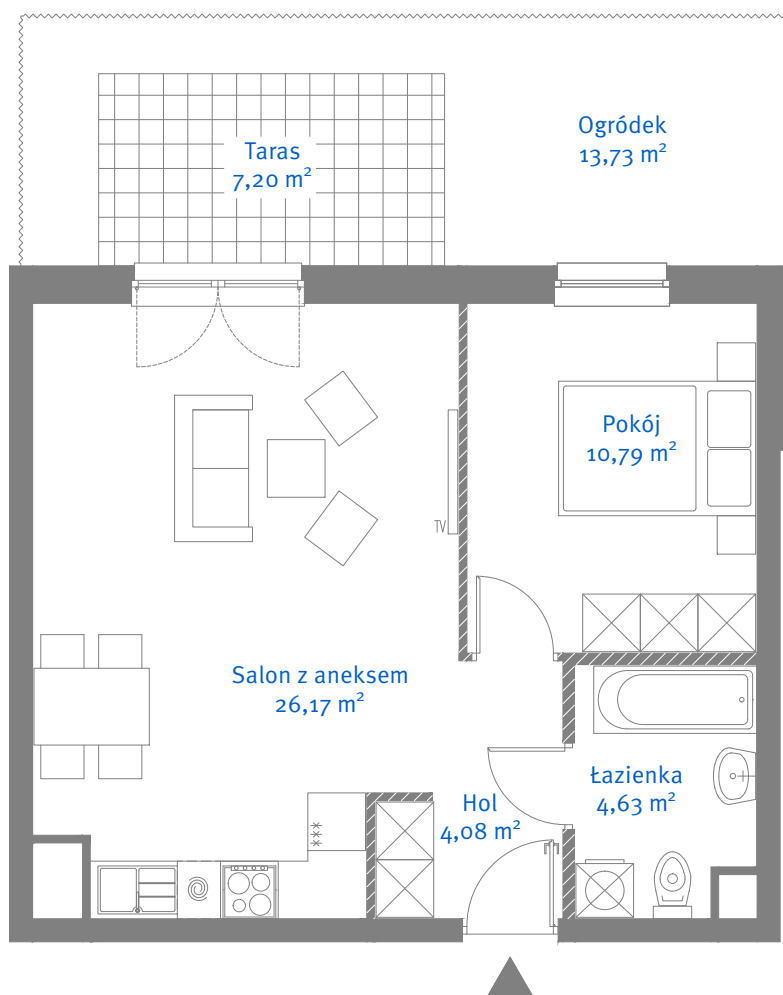 Taras
7,20 m²
Ogródek
13,73 m²
Pokój
10,79 m²
TV
Salon z aneksem
26,17 m²
Łazienka
4,63 m²
Hol
4,08 m²